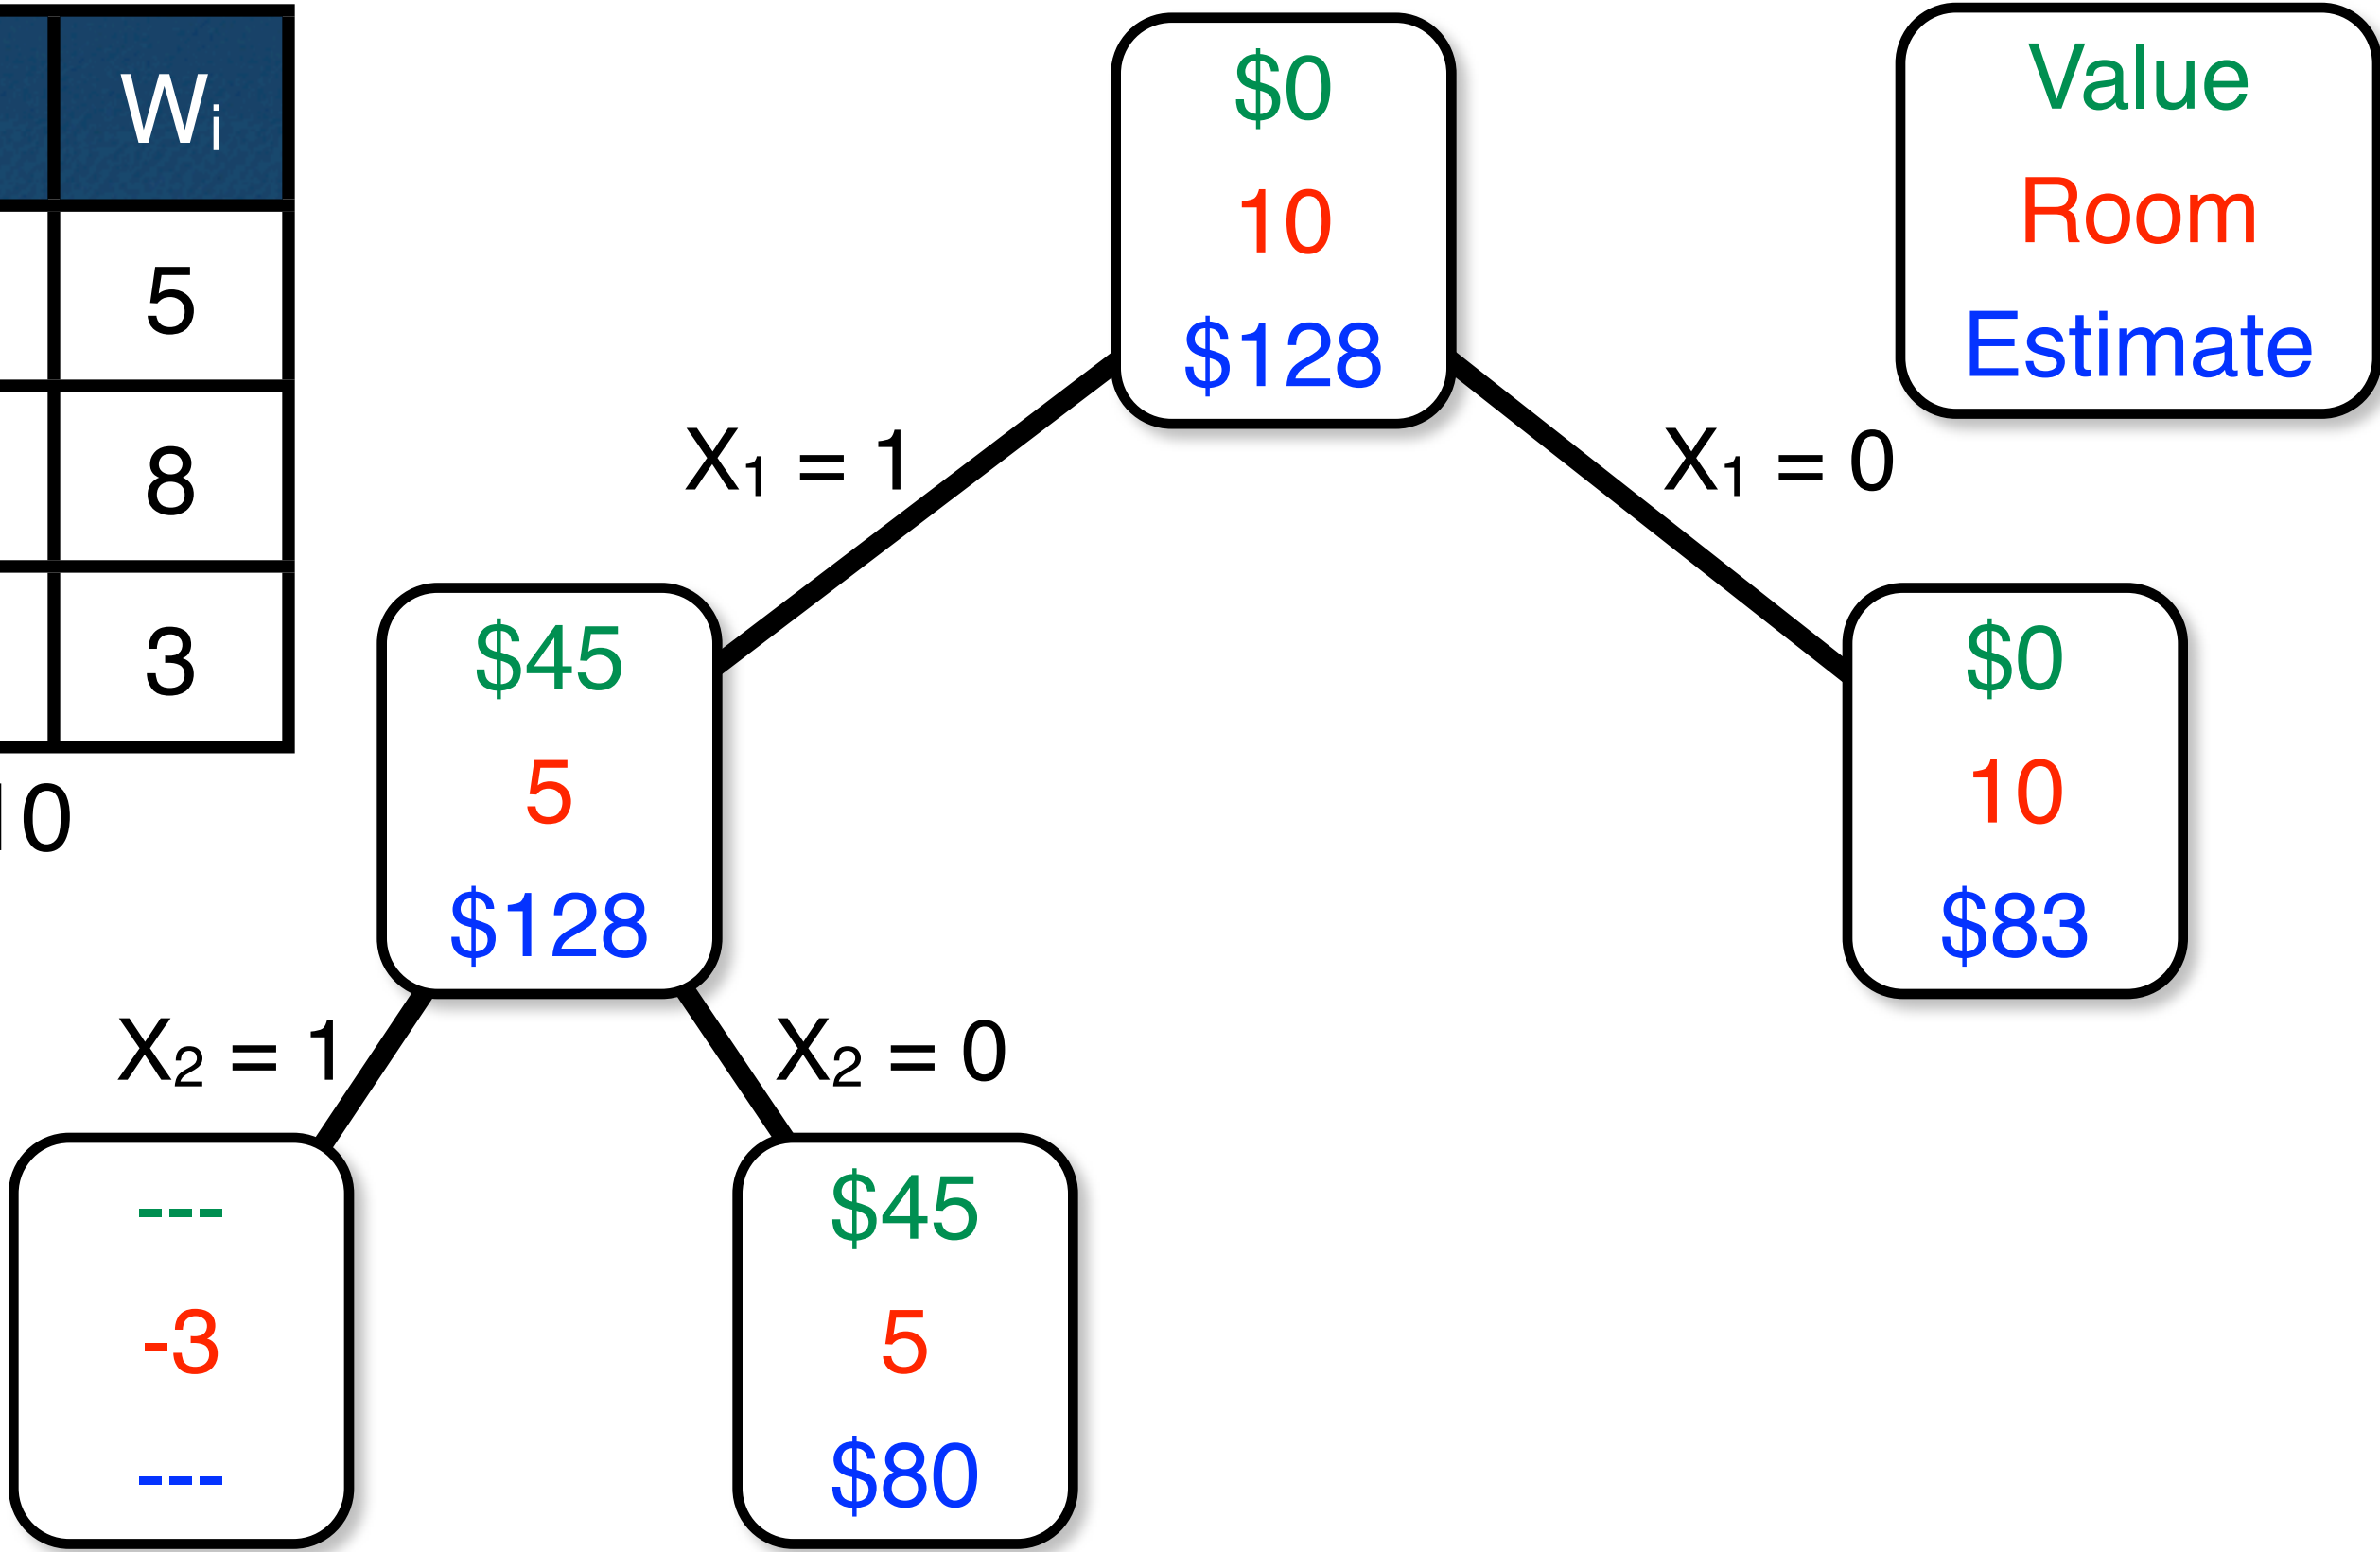 Wi
5
8
3
10
$0
10
$128
Value
Room
Estimate
X1 = 1
X1 = 0
$45
5
$128
$0
10
$83
X2 = 1
X2 = 0
---
-3
---
$45
5
$80